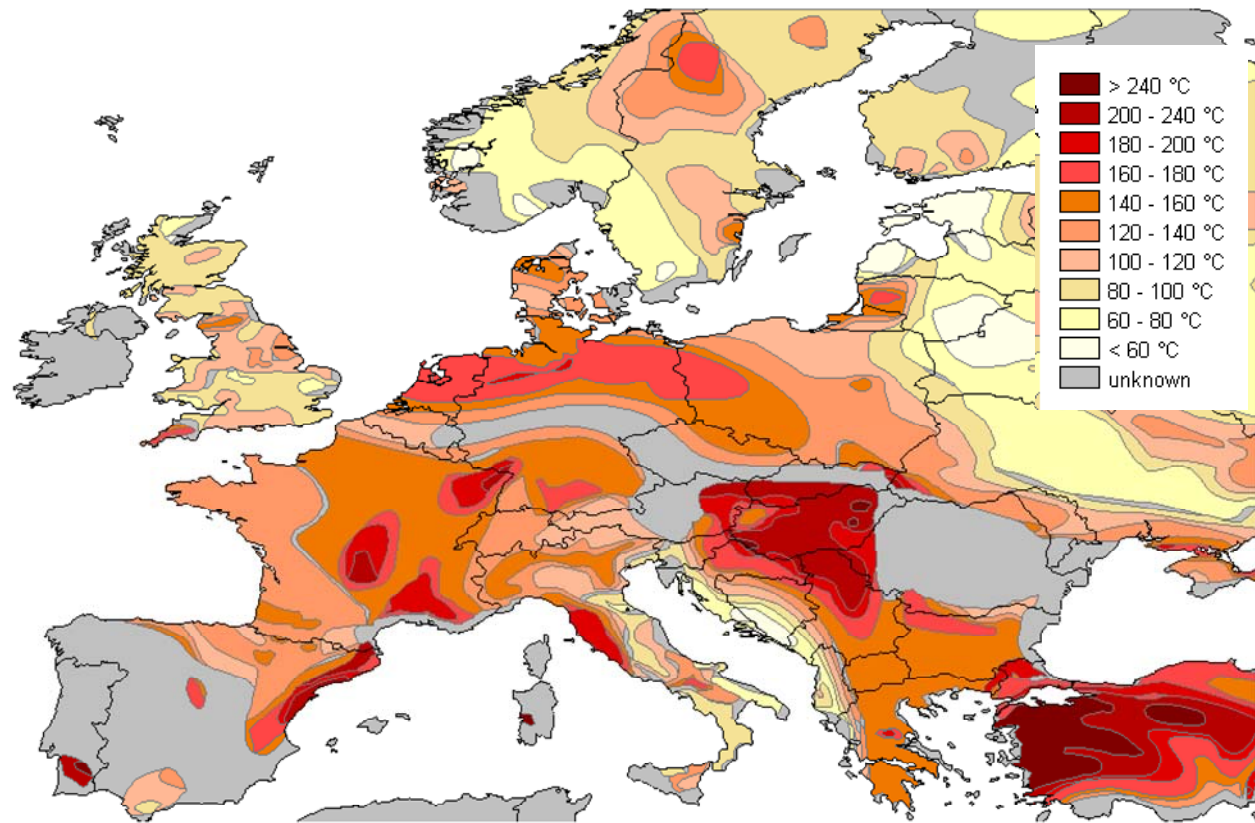 > 240 °C
200 - 240 °C
180 - 200 °C
160 - 180 °C
140 - 160 °C
120 - 140 °C
100 - 120 °C
80 - 100 °C
60 - 80 °C
< 60 °C
unknown